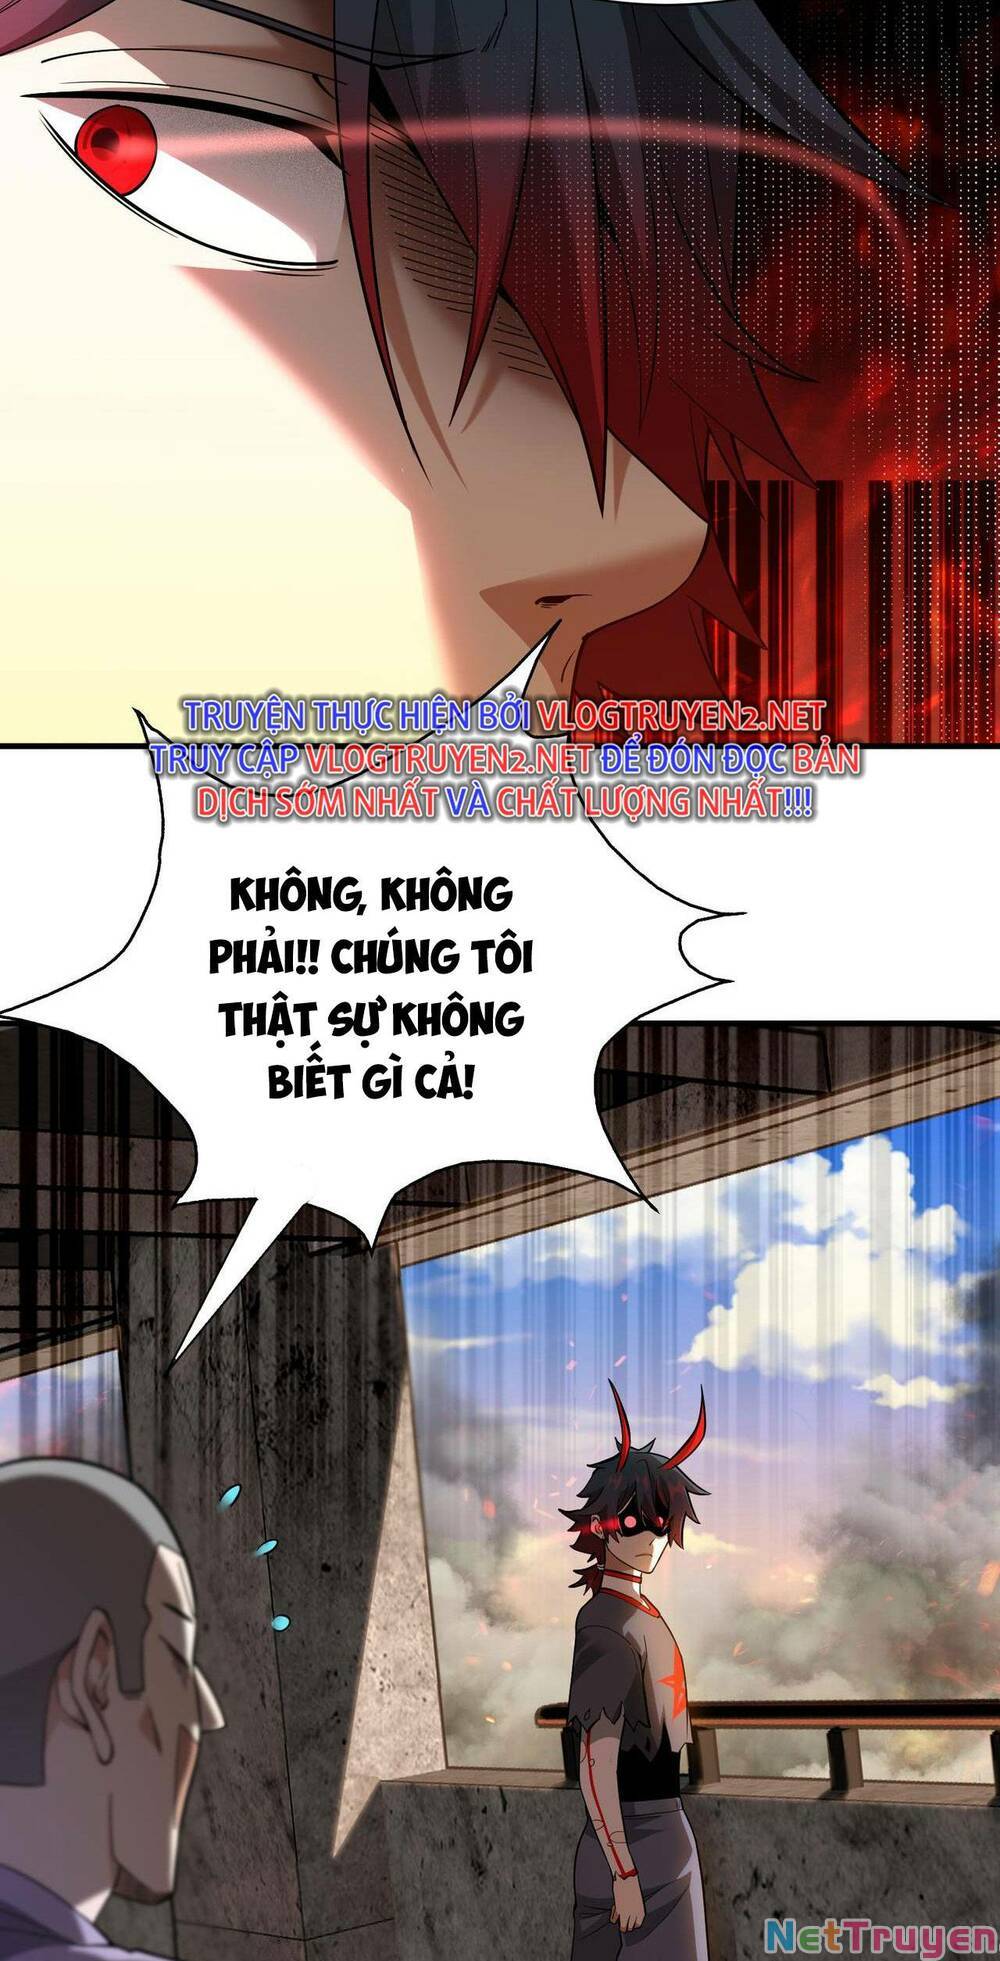 TRUYỆN THỰC HIỆN BỞI VLOGTRUYEN2.NET
TRUY CẬP VLOGTRUYEN2.NET ĐỂ ĐÓN ĐỌC BẢN
DỊCH SỚM NHẤT VÀ CHẤT LƯỢNG NHẤT!!!
KHÔNG, KHÔNG
PHẢI!! CHÚNG TÔI
THẬT SỰ KHÔNG
BIẾT GÌ CẢ!
NetTruyen